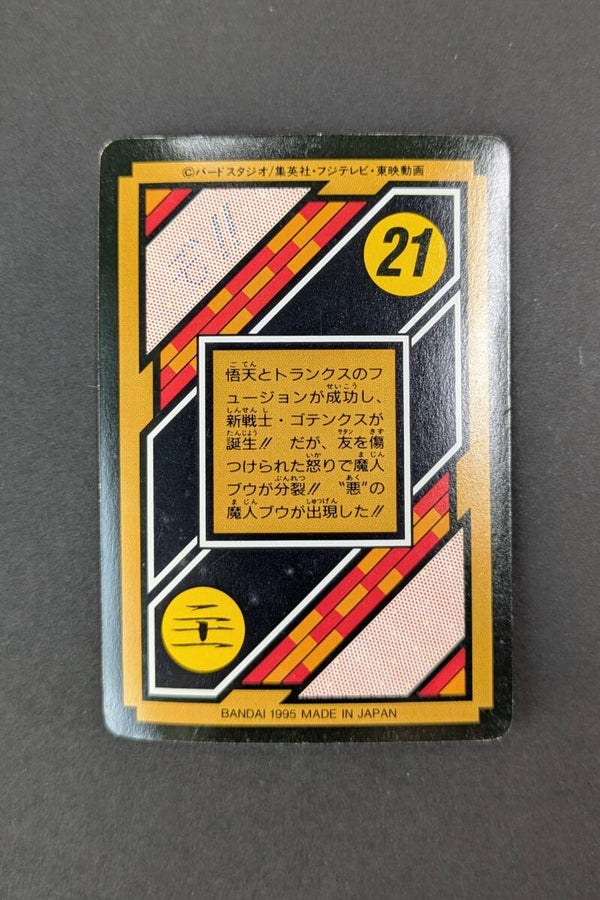 ©バードスタジオ/集英社・フジテレビ・東映動画
21
悟天とトランクスのフ
ュージョンが成功し、
新戦士・ゴテンクスが
誕生!! だが、友を傷
つけられた怒りで魔人
ブウが分裂!! “悪”の
魔人ブウが出現した!!
BANDAI 1995 MADE IN JAPAN